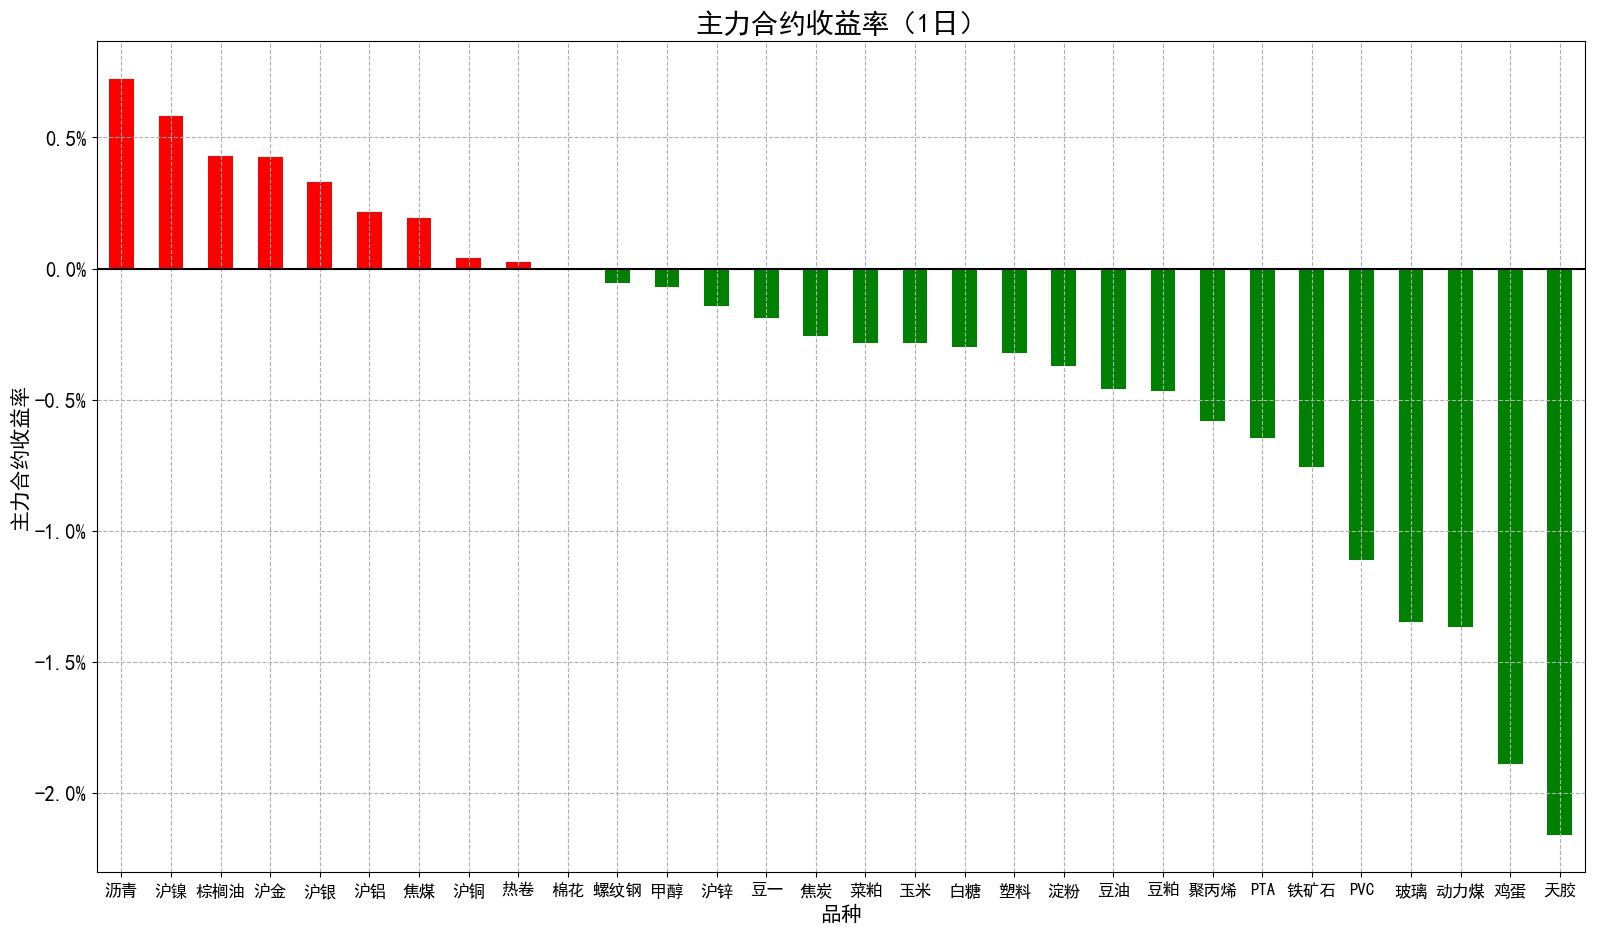 主力合约收益率（1日）
主力合约收益率
0.5%
0.0%
−0.5%
−1.0%
−1.5%
−2.0%
沥青 沪镍 棕榈油 沪金 沪银 沪铝 焦煤 沪铜 热卷 棉花 螺纹钢 甲醇 沪锌 豆一 焦炭 菜粕 玉米 白糖 塑料 淀粉 豆油 豆粕 聚丙烯 PTA 铁矿石 PVC 玻璃 动力煤 鸡蛋 天胶
品种